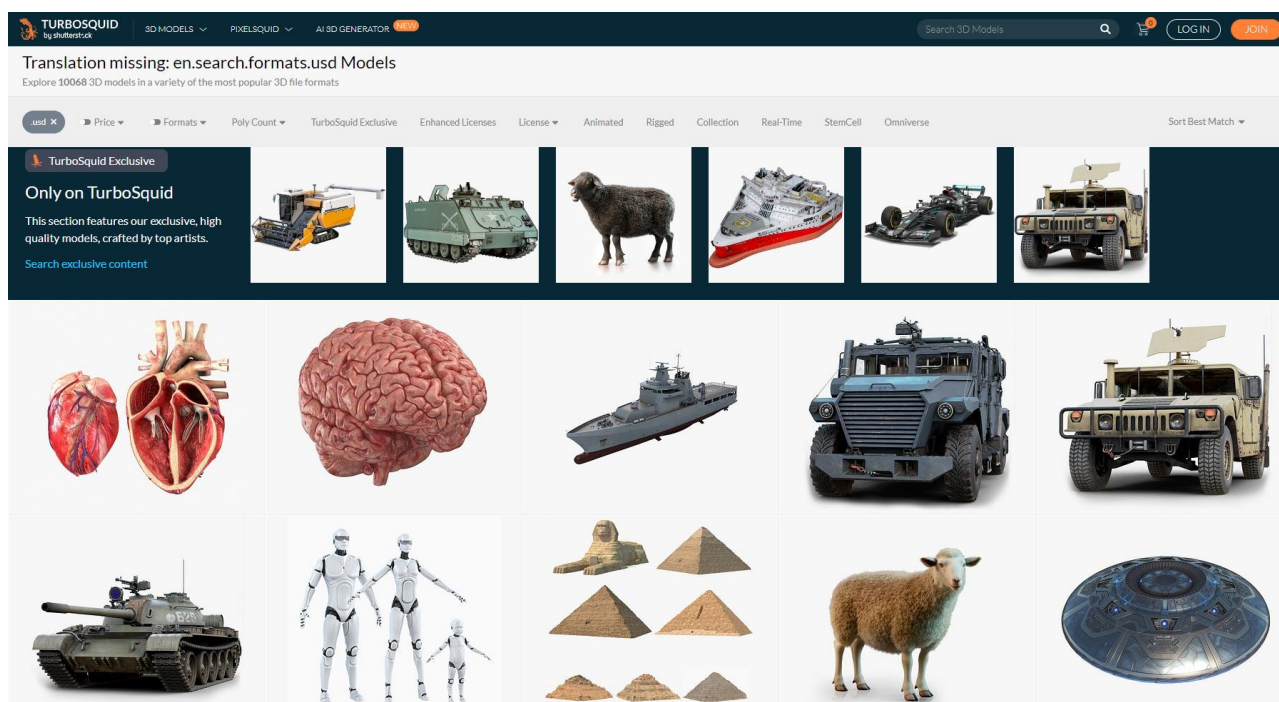 TURBOSQUID
by shutterstock
3D MODELS
PIXELSQUID
AI 3D GENERATOR NEW
Search 3D Models
0
LOG IN
JOIN
Translation missing: en.search.formats.usd Models
Explore 10068 3D models in a variety of the most popular 3D file formats
.usd × Price Formats Poly Count TurboSquid Exclusive Enhanced Licenses License Animated Rigged Collection Real-Time StemCell Omniverse Sort Best Match
TurboSquid Exclusive
Only on TurboSquid
This section features our exclusive, high
quality models, crafted by top artists.
Search exclusive content